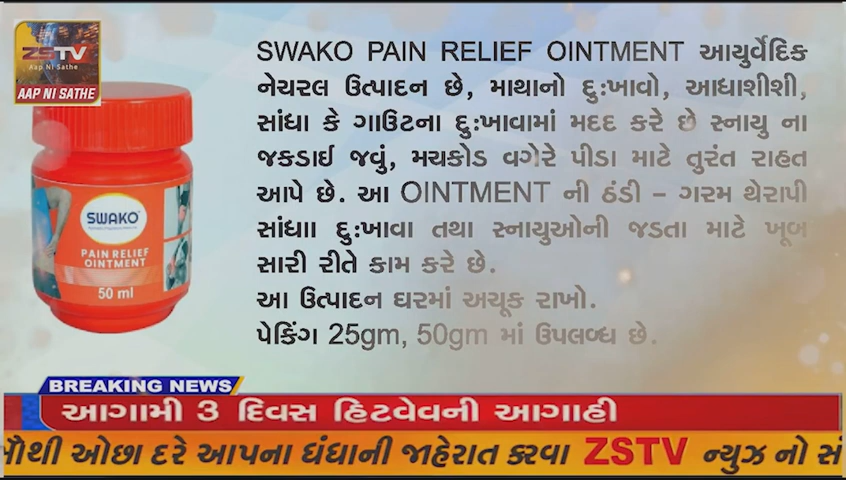 ZSTV
Aap Ni Sathe
AAP NI SATHE
SWAKO PAIN RELIEF OINTMENT આયુર્વેદિક
નેચરલ ઉત્પાદન છે, માથાનો દુઃખાવો, આધાશીશી,
સાંધા કે ગાઉટના દુઃખાવામાં મદદ કરે છે સ્નાયુ ના
જકડાઈ જવું, મચકોડ વગેરે પીડા માટે તુરંત રાહત
આપે છે. આ OINTMENT ની ઠંડી – ગરમ થેરાપી
સાંધાા દુઃખાવા તથા સ્નાયુઓની જડતા માટે ખૂબ
સારી રીતે કામ કરે છે.
આ ઉત્પાદન ઘરમાં અચૂક રાખો.
પેકિંગ 25gm, 50gm માં ઉપલબ્ધ છે.
SWAKO
PAIN RELIEF
OINTMENT
50 ml
BREAKING NEWS
આગામી 3 દિવસ હિટવેવની આગાહી
સૌથી ઓછા દરે આપના ધંધાની જાહેરાત કરવા ZSTV ન્યુઝ નો સં